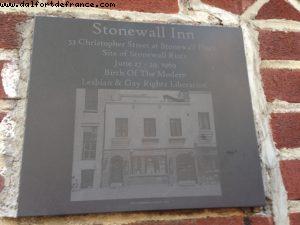 www.dalfortdefrance.com
Stonewall Inn
53 Christopher Street at Stonewall Place
Site of Stonewall Riots
June 27 - 29, 1969
Birth Of The Modern
Lesbian & Gay Rights Liberation